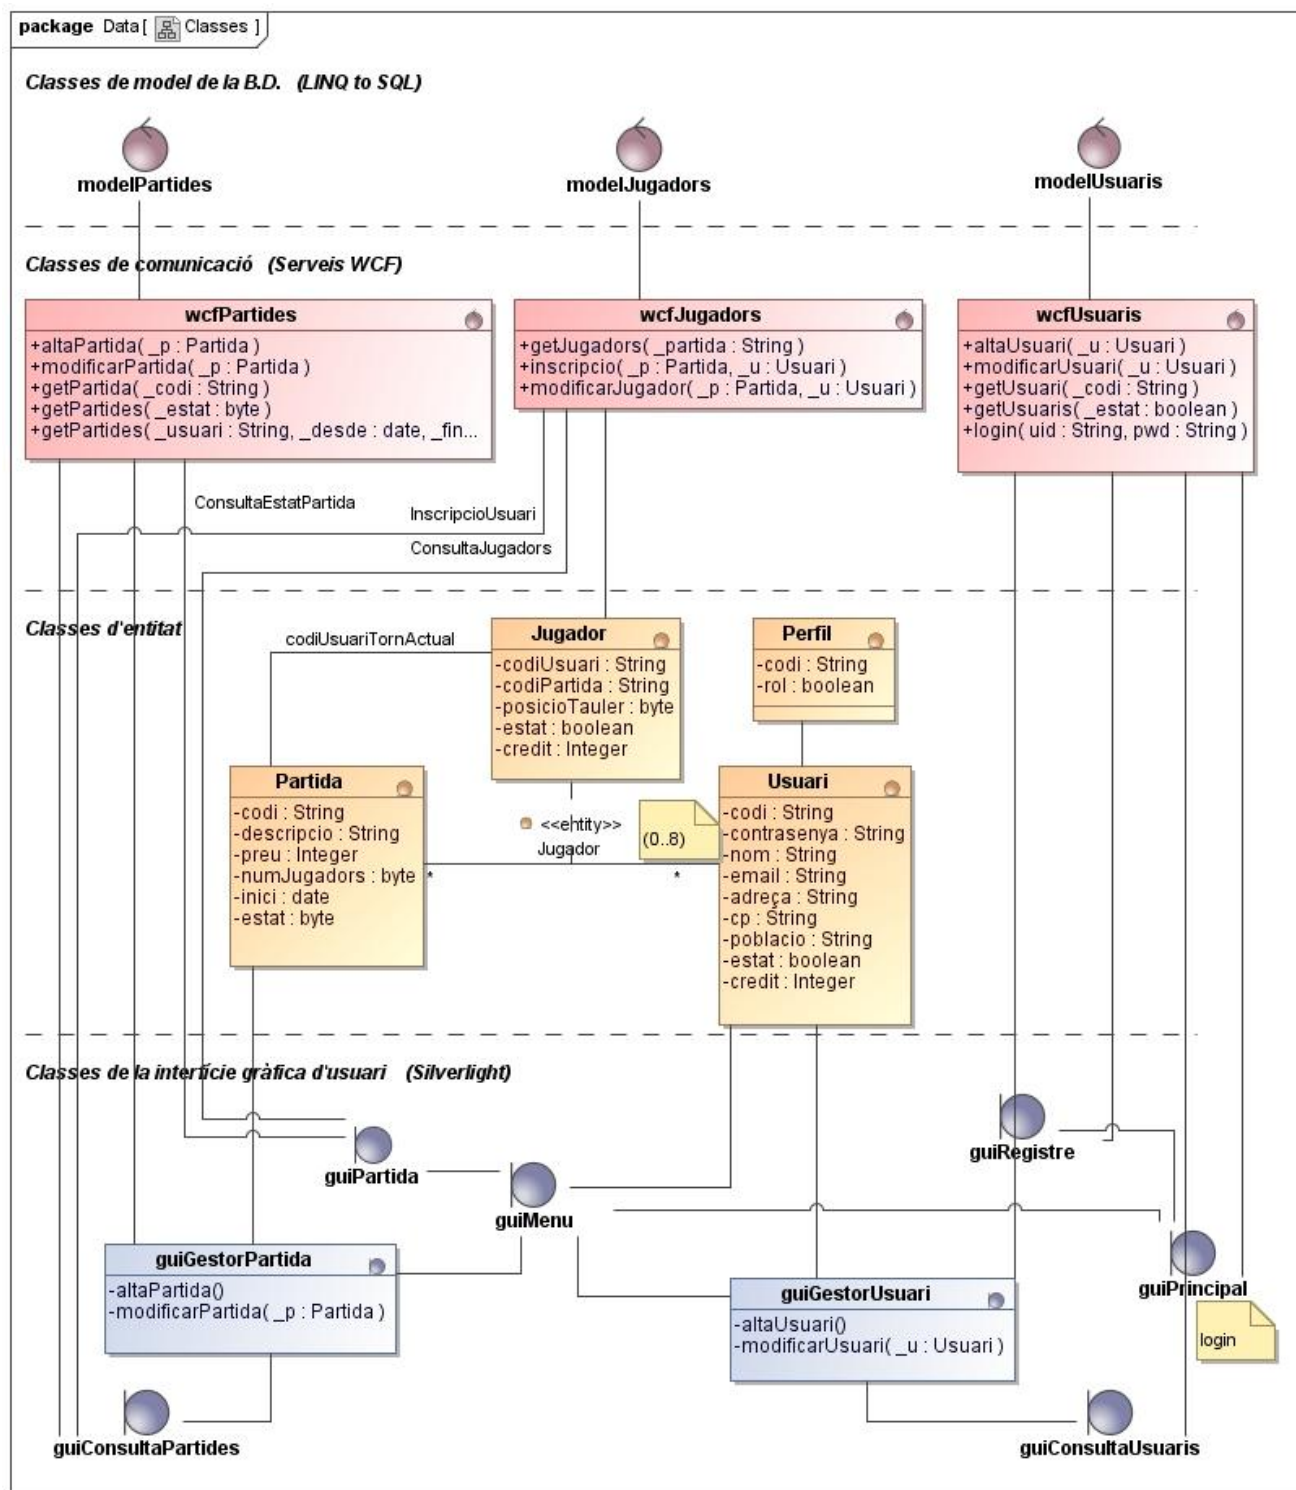 package Data [ Classes ]
Classes de model de la B.D. (LINQ to SQL)
modelPartides
modelJugadors
modelUsuaris
Classes de comunicació (Serveis WCF)
wcfPartides
+altaPartida( _p : Partida )
+modificarPartida( _p : Partida )
+getPartida( _codi : String )
+getPartides( _estat : byte )
+getPartides( _usuari : String, _desde : date, _fin...
wcfJugadors
+getJugadors( _partida : String )
+inscripcio( _p : Partida, _u : Usuari )
+modificarJugador( _p : Partida, _u : Usuari )
wcfUsuaris
+altaUsuari( _u : Usuari )
+modificarUsuari( _u : Usuari )
+getUsuari( _codi : String )
+getUsuaris( _estat : boolean )
+login( uid : String, pwd : String )
ConsultaEstatPartida
InscripcioUsuari
ConsultaJugadors
Classes d'entitat
codiUsuariTornActual
Jugador
-codiUsuari : String
-codiPartida : String
-posicioTauler : byte
-estat : boolean
-credit : Integer
Perfil
-codi : String
-rol : boolean
Partida
-codi : String
-descripcio : String
-preu : Integer
-numJugadors : byte
-inici : date
-estat : byte
<<entity>>
Jugador
(0..8)
*
*
Usuari
-codi : String
-contrasenya : String
-nom : String
-email : String
-adreça : String
-cp : String
-poblacio : String
-estat : boolean
-credit : Integer
Classes de la interfície gràfica d'usuari (Silverlight)
guiPartida
guiMenu
guiRegistre
guiPrincipal
login
guiGestorPartida
-altaPartida()
-modificarPartida( _p : Partida )
guiGestorUsuari
-altaUsuari()
-modificarUsuari( _u : Usuari )
guiConsultaPartides
guiConsultaUsuaris